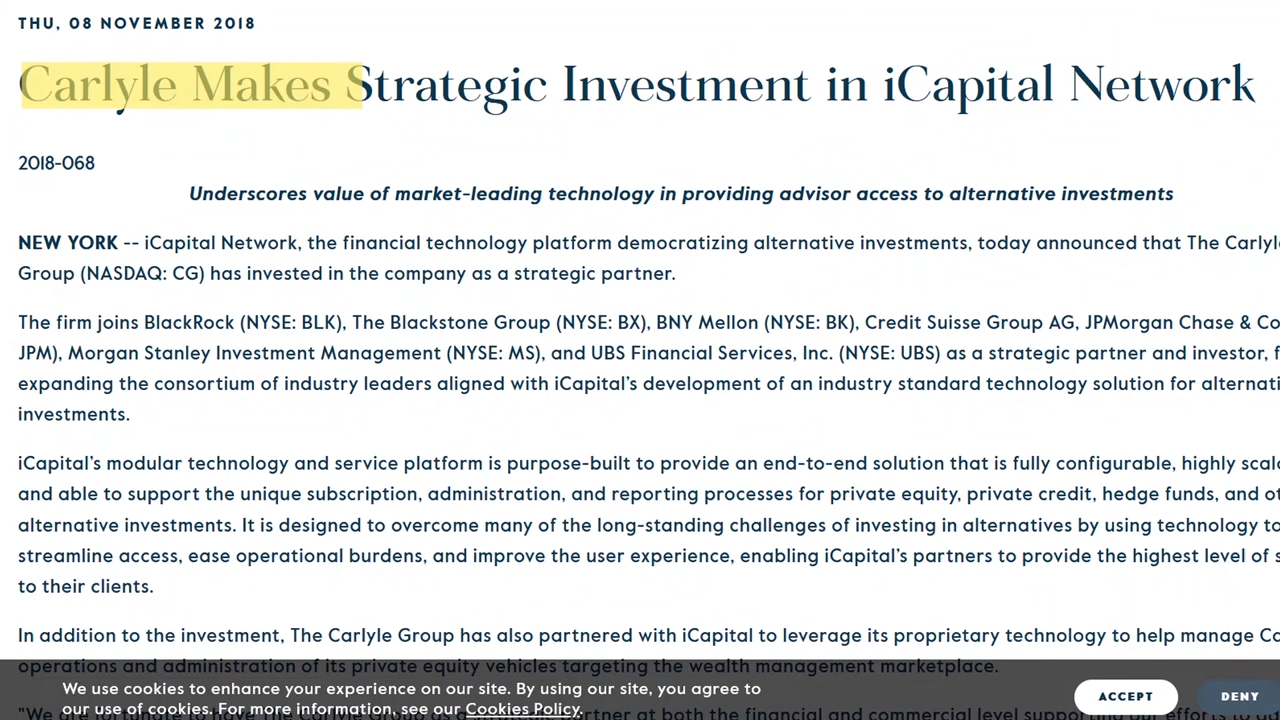 THU, 08 NOVEMBER 2018
Carlyle Makes Strategic Investment in iCapital Network
2018-068
Underscores value of market-leading technology in providing advisor access to alternative investments
NEW YORK -- iCapital Network, the financial technology platform democratizing alternative investments, today announced that The Carlyle
Group (NASDAQ: CG) has invested in the company as a strategic partner.
The firm joins BlackRock (NYSE: BLK), The Blackstone Group (NYSE: BX), BNY Mellon (NYSE: BK), Credit Suisse Group AG, JPMorgan Chase & Co
JPM), Morgan Stanley Investment Management (NYSE: MS), and UBS Financial Services, Inc. (NYSE: UBS) as a strategic partner and investor,
expanding the consortium of industry leaders aligned with iCapital's development of an industry standard technology solution for
investments.
iCapital's modular technology and service platform is purpose-built to provide an end-to-end solution that is fully configurable, highly
and able to support the unique subscription, administration, and reporting processes for private equity, private credit, hedge funds, and
alternative investments. It is designed to overcome many of the long-standing challenges of investing in alternatives by using technology to
streamline access, ease operational burdens, and improve the user experience, enabling iCapital's partners to provide the highest level of
to their clients.
In addition to the investment, The Carlyle Group has also partnered with iCapital to leverage its proprietary technology to help manage
operations and administration of its private equity vehicles targeting the wealth management marketplace.
We use cookies to enhance your experience on our site. By using our site, you agree to
our use of cookies. For more information, see our Cookies Policy.
ACCEPT
DENY